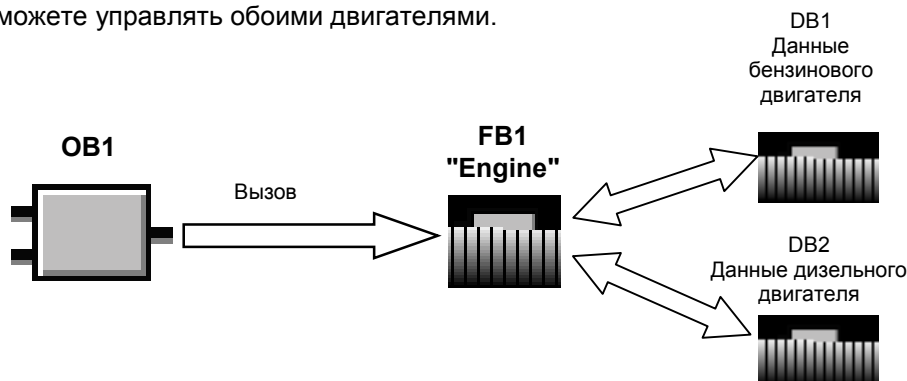 можете управлять обоими двигателями.
DB1
Данные
бензинового
двигателя
OB1
Вызов
FB1
"Engine"
DB2
Данные дизельного
двигателя